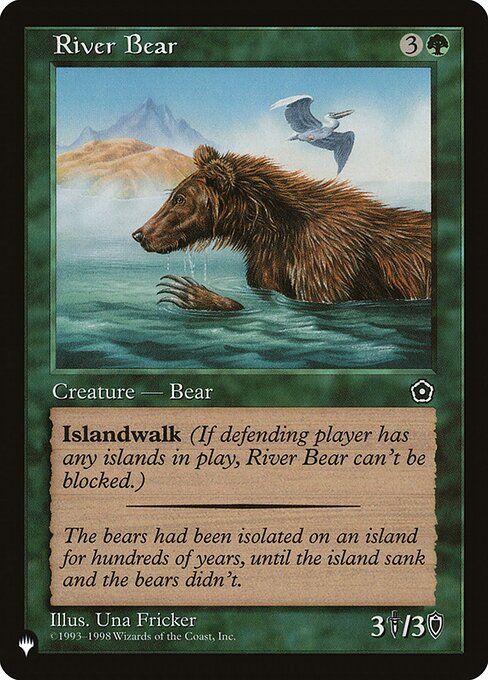 River Bear 3
Creature — Bear
Islandwalk (If defending player has
any islands in play, River Bear can't be
blocked.)
The bears had been isolated on an island
for hundreds of years, until the island sank
and the bears didn't.
Illus. Una Fricker
©1993–1998 Wizards of the Coast, Inc.
3/3